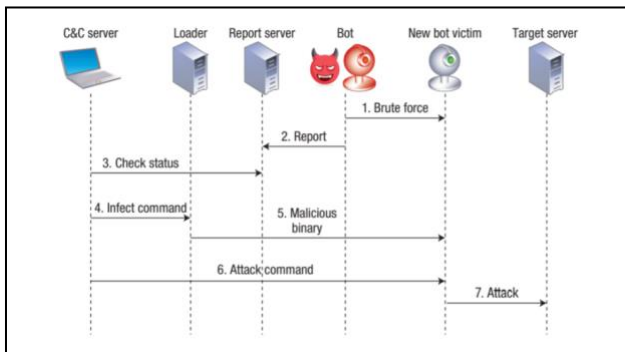 C&C server Loader Report server Bot New bot victim Target server
1. Brute force
2. Report
3. Check status
4. Infect command
5. Malicious
binary
6. Attack command
7. Attack